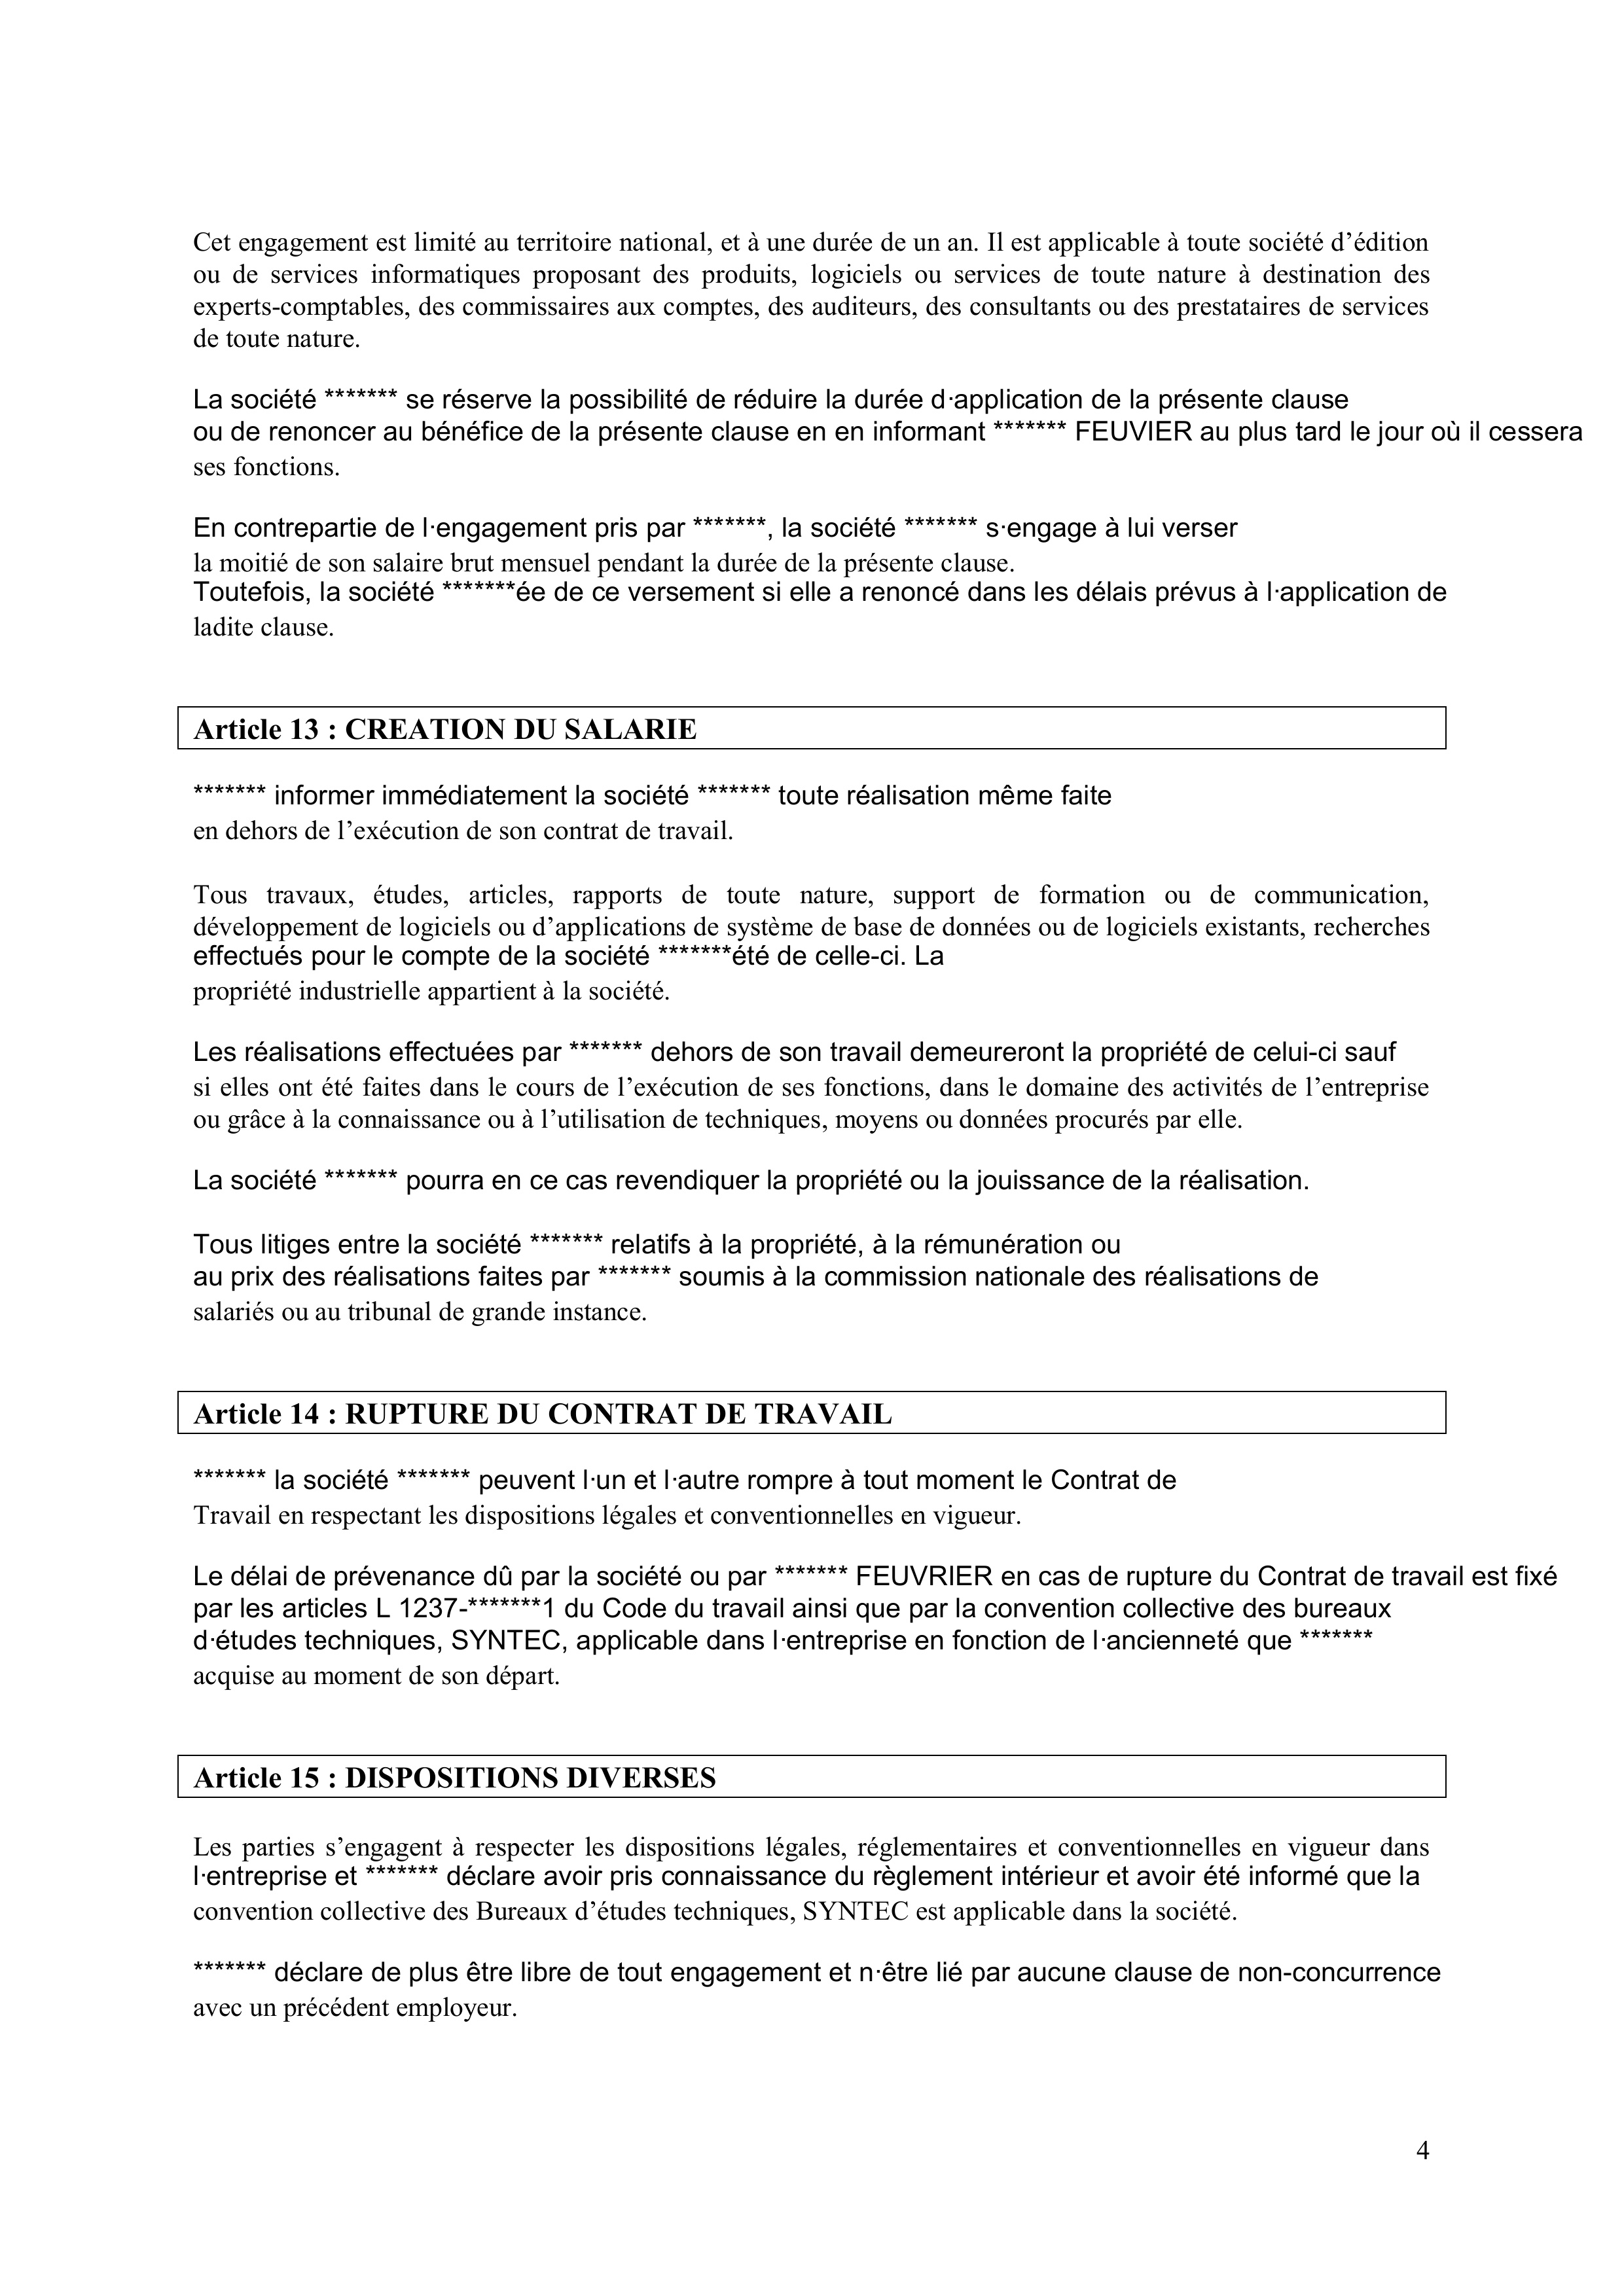 Cet engagement est limité au territoire national, et à une durée de un an. Il est applicable à toute société d’édition
ou de services informatiques proposant des produits, logiciels ou services de toute nature à destination des
experts-comptables, des commissaires aux comptes, des auditeurs, des consultants ou des prestataires de services
de toute nature.
La société ******* se réserve la possibilité de réduire la durée d·application de la présente clause
ou de renoncer au bénéfice de la présente clause en en informant ******* FEUVIER au plus tard le jour où il cessera
ses fonctions.
En contrepartie de l·engagement pris par *******, la société ******* s·engage à lui verser
la moitié de son salaire brut mensuel pendant la durée de la présente clause.
Toutefois, la société *******ée de ce versement si elle a renoncé dans les délais prévus à l·application de
ladite clause.
Article 13 : CREATION DU SALARIE
******* informer immédiatement la société ******* toute réalisation même faite
en dehors de l’exécution de son contrat de travail.
Tous travaux, études, articles, rapports de toute nature, support de formation ou de communication,
développement de logiciels ou d’applications de système de base de données ou de logiciels existants, recherches
effectués pour le compte de la société *******été de celle-ci. La
propriété industrielle appartient à la société.
Les réalisations effectuées par ******* dehors de son travail demeureront la propriété de celui-ci sauf
si elles ont été faites dans le cours de l’exécution de ses fonctions, dans le domaine des activités de l’entreprise
ou grâce à la connaissance ou à l’utilisation de techniques, moyens ou données procurés par elle.
La société ******* pourra en ce cas revendiquer la propriété ou la jouissance de la réalisation.
Tous litiges entre la société ******* relatifs à la propriété, à la rémunération ou
au prix des réalisations faites par ******* soumis à la commission nationale des réalisations de
salariés ou au tribunal de grande instance.
Article 14 : RUPTURE DU CONTRAT DE TRAVAIL
******* la société ******* peuvent l·un et l·autre rompre à tout moment le Contrat de
Travail en respectant les dispositions légales et conventionnelles en vigueur.
Le délai de prévenance dû par la société ou par ******* FEUVRIER en cas de rupture du Contrat de travail est fixé
par les articles L 1237-*******1 du Code du travail ainsi que par la convention collective des bureaux
d·études techniques, SYNTEC, applicable dans l·entreprise en fonction de l·ancienneté que *******
acquise au moment de son départ.
Article 15 : DISPOSITIONS DIVERSES
Les parties s’engagent à respecter les dispositions légales, réglementaires et conventionnelles en vigueur dans
l·entreprise et ******* déclare avoir pris connaissance du règlement intérieur et avoir été informé que la
convention collective des Bureaux d’études techniques, SYNTEC est applicable dans la société.
******* déclare de plus être libre de tout engagement et n·être lié par aucune clause de non-concurrence
avec un précédent employeur.
4